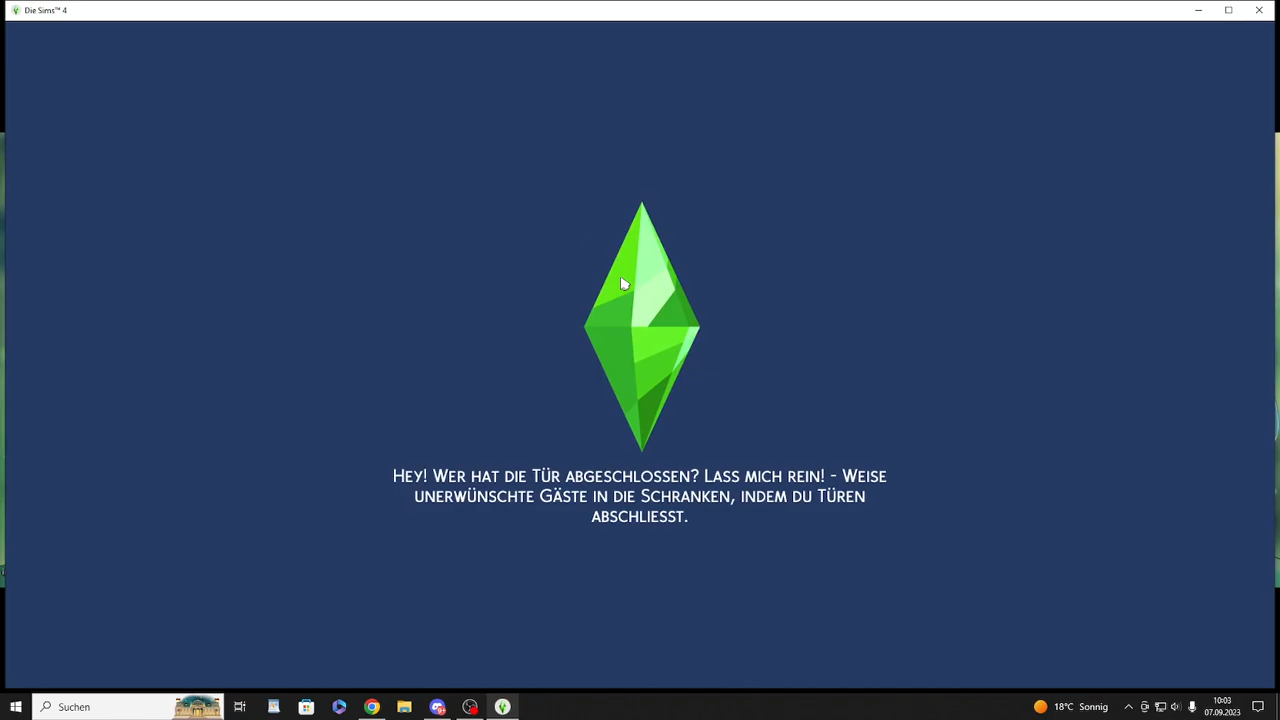 Die Sims™ 4
Hey! Wer hat die Tür abgeschlossen? Lass mich rein! - Weise
unerwünschte Gäste in die Schranken, indem du Türen
abschliesst.
Suchen
18°C Sonnig
10:03
07.09.2023